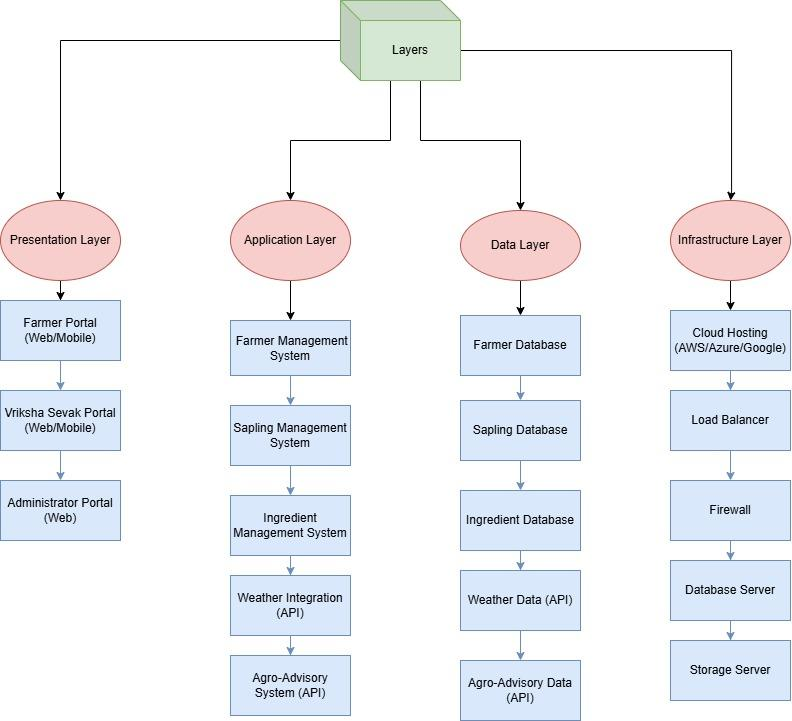 Layers
Presentation Layer
Farmer Portal
(Web/Mobile)
Vriksha Sevak Portal
(Web/Mobile)
Administrator Portal
(Web)
Application Layer
Farmer Management
System
Sapling Management
System
Ingredient
Management System
Weather Integration
(API)
Agro-Advisory
System (API)
Data Layer
Farmer Database
Sapling Database
Ingredient Database
Weather Data (API)
Agro-Advisory Data
(API)
Infrastructure Layer
Cloud Hosting
(AWS/Azure/Google)
Load Balancer
Firewall
Database Server
Storage Server